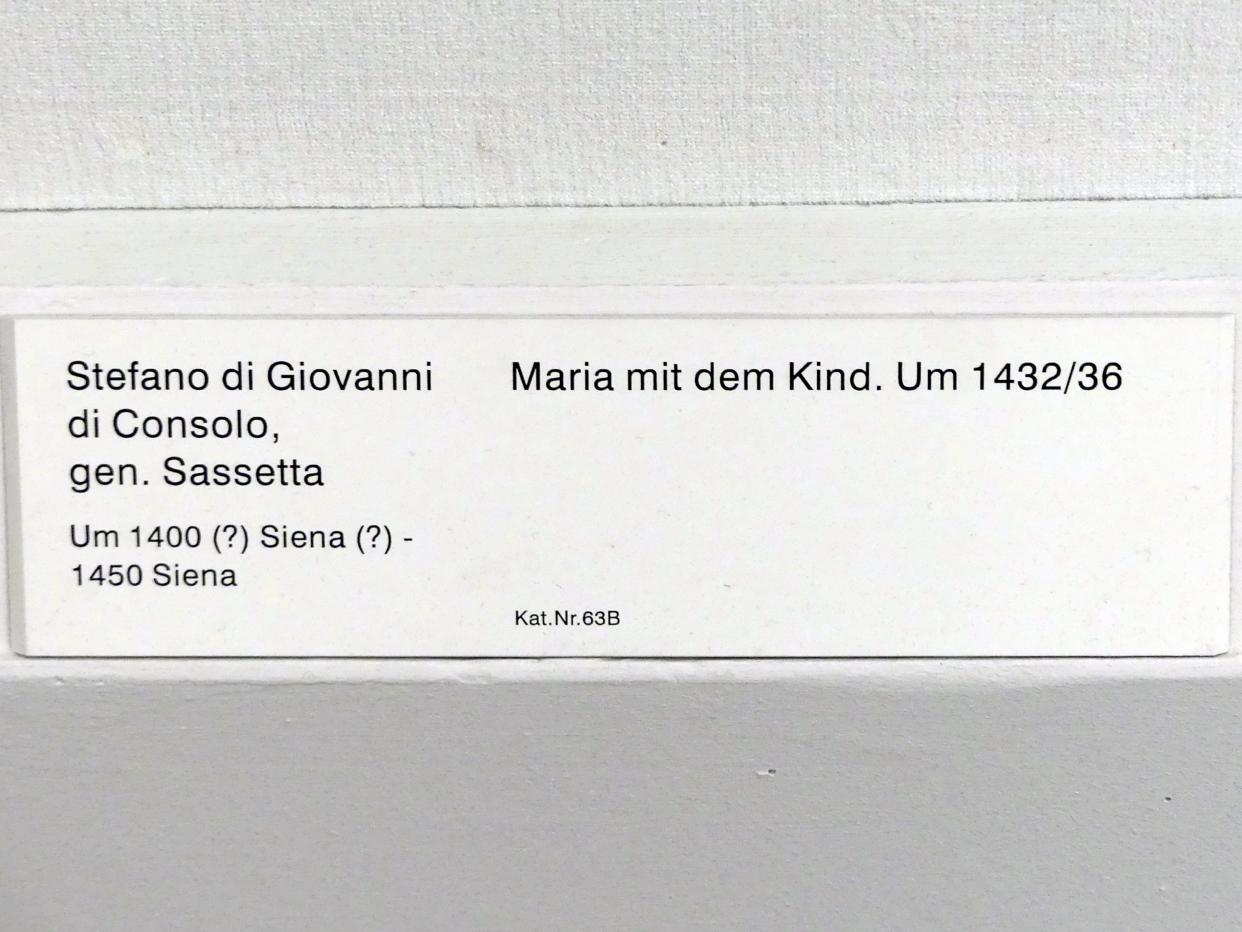 Stefano di Giovanni
di Consolo,
gen. Sassetta
Um 1400 (?) Siena (?) -
1450 Siena
Maria mit dem Kind. Um 1432/36
Kat.Nr.63B